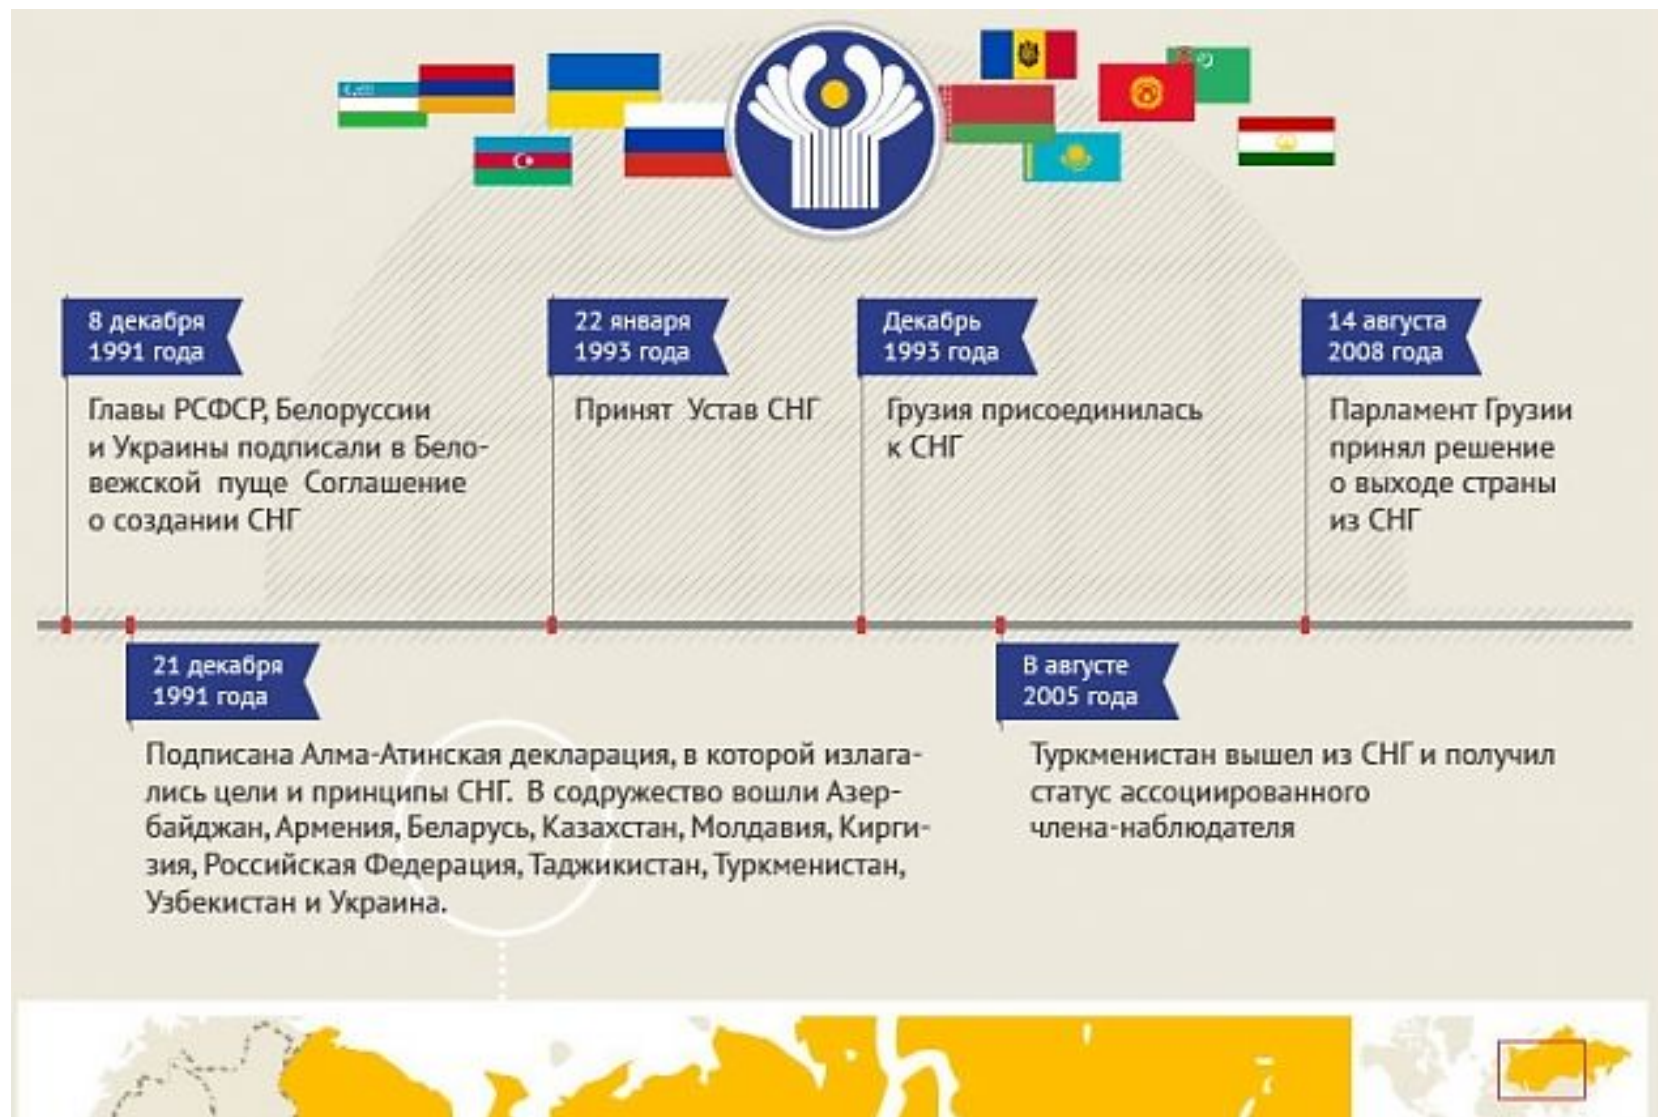 8 декабря
1991 года
Главы РСФСР, Белоруссии
и Украины подписали в Бело-
вежской пуще Соглашение
о создании СНГ
22 января
1993 года
Принят Устав СНГ
Декабрь
1993 года
Грузия присоединилась
к СНГ
14 августа
2008 года
Парламент Грузии
принял решение
о выходе страны
из СНГ
21 декабря
1991 года
Подписана Алма-Атинская декларация, в которой излага-
лись цели и принципы СНГ. В содружество вошли Азер-
байджан, Армения, Беларусь, Казахстан, Молдавия, Кирги-
зия, Российская Федерация, Таджикистан, Туркменистан,
Узбекистан и Украина.
В августе
2005 года
Туркменистан вышел из СНГ и получил
статус ассоциированного
члена-наблюдателя